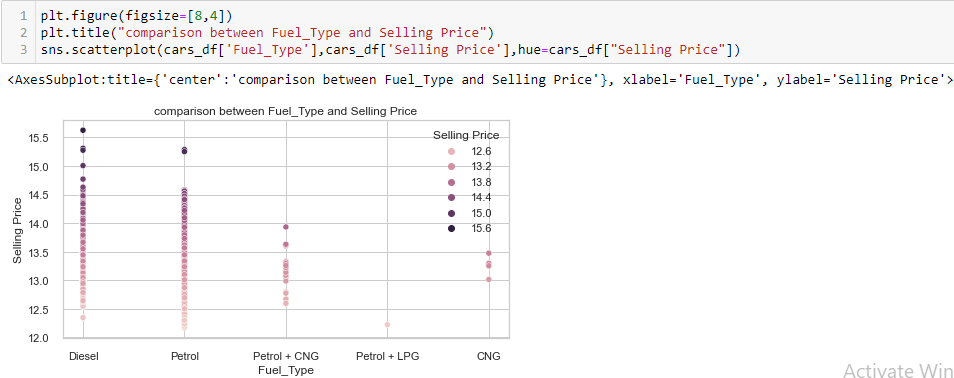 1 plt.figure(figsize=[8,4])
2 plt.title("comparison between Fuel_Type and Selling Price")
3 sns.scatterplot(cars_df['Fuel_Type'],cars_df['Selling Price'],hue=cars_df["Selling Price"])
<AxesSubplot:title={'center':'comparison between Fuel_Type and Selling Price'}, xlabel='Fuel_Type', ylabel='Selling Price'>
comparison between Fuel_Type and Selling Price
Selling Price
12.6
13.2
13.8
14.4
15.0
15.6
15.5
15.0
14.5
14.0
13.5
13.0
12.5
12.0
Selling Price
Diesel Petrol Petrol + CNG Petrol + LPG CNG
Fuel_Type
Activate Win